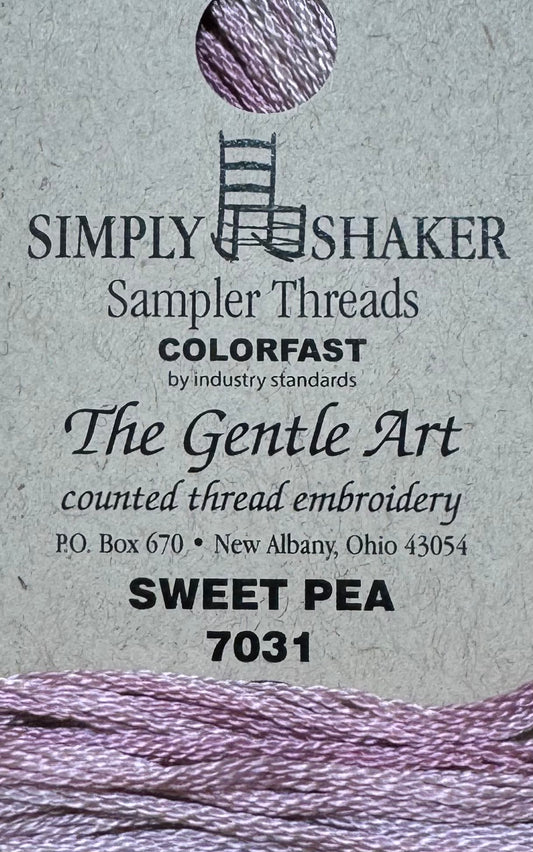 SIMPLY SHAKER
Sampler Threads
COLORFAST
by industry standards
The Gentle Art
counted thread embroidery
P.O. Box 670 • New Albany, Ohio 43054
SWEET PEA
7031